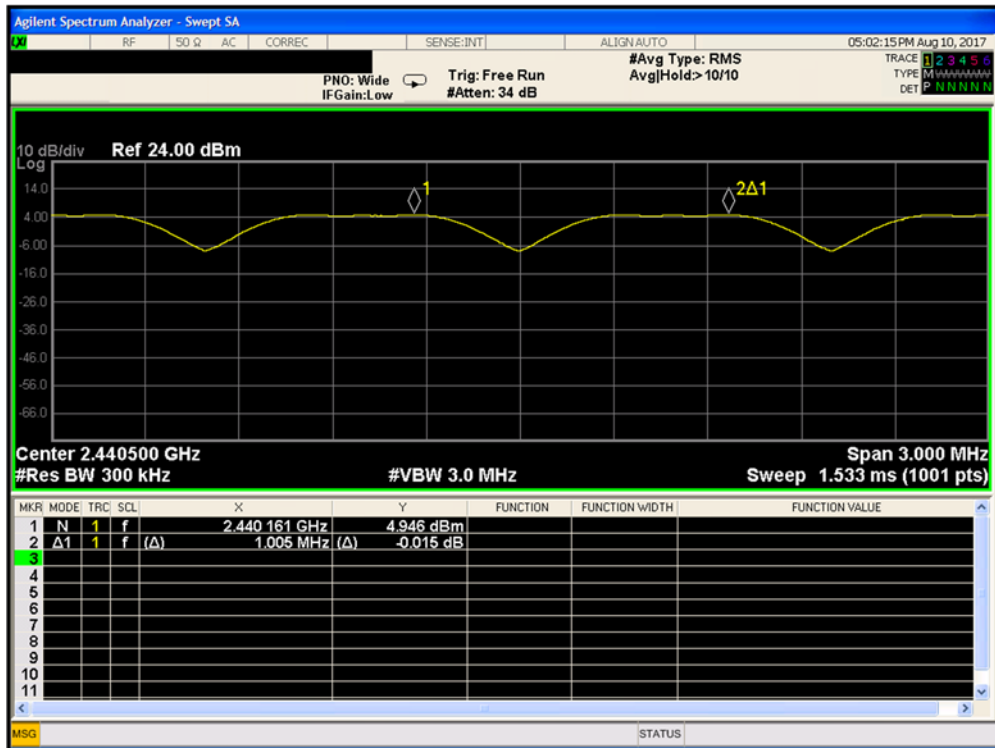 Agilent Spectrum Analyzer - Swept SA
LXI RF 50 Ω AC CORREC SENSE:INT ALIGN AUTO 05:02:15 PM Aug 10, 2017
PNO: Wide
IFGain:Low
Trig: Free Run
#Atten: 34 dB
#Avg Type: RMS
Avg|Hold:> 10/10
TRACE 1 2 3 4 5 6
TYPE M W W W W W
DET P N N N N N
10 dB/div Ref 24.00 dBm
Log
14.0
4.00
-6.00
-16.0
-26.0
-36.0
-46.0
-56.0
-66.0
1
2Δ1
Center 2.440500 GHz Span 3.000 MHz
#Res BW 300 kHz #VBW 3.0 MHz Sweep 1.533 ms (1001 pts)
MKR MODE TRC SCL X Y FUNCTION FUNCTION WIDTH FUNCTION VALUE
1 N 1 f 2.440 161 GHz 4.946 dBm
2 Δ1 1 f (Δ) 1.005 MHz (Δ) -0.015 dB
3
4
5
6
7
8
9
10
11
MSG STATUS